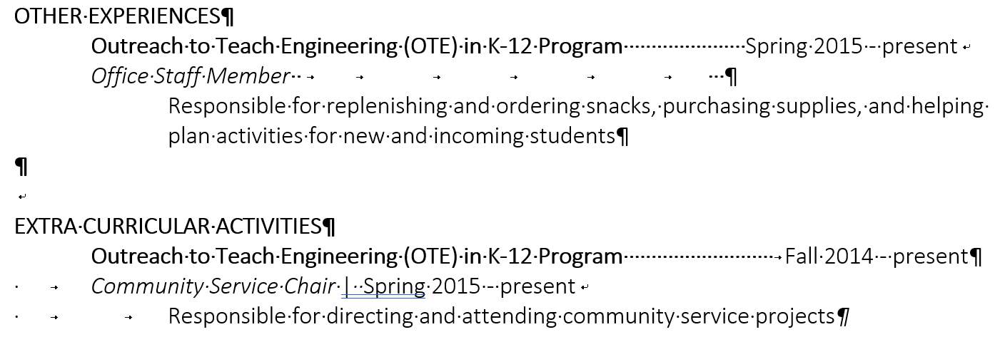 OTHER EXPERIENCES¶
Outreach to Teach Engineering (OTE) in K-12 Program Spring 2015 - present
Office Staff Member ¶
Responsible for replenishing and ordering snacks, purchasing supplies, and helping
plan activities for new and incoming students¶
¶
EXTRA CURRICULAR ACTIVITIES¶
Outreach to Teach Engineering (OTE) in K-12 Program Fall 2014 - present¶
Community Service Chair | Spring 2015 - present
Responsible for directing and attending community service projects¶